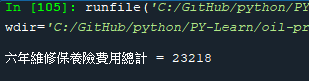 In [105]: runfile('C:/GitHub/python/PY
wdir='C:/GitHub/python/PY-Learn/oil-pr
六年維修保養險費用總計 = 23218